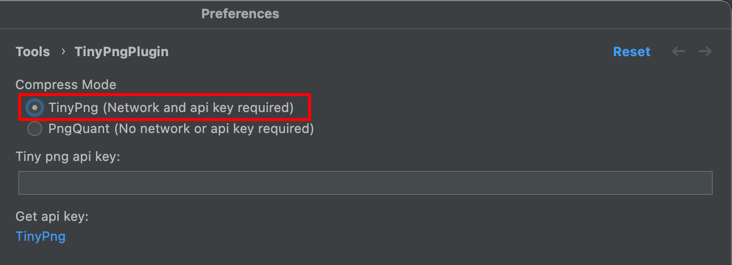 Preferences
Tools › TinyPngPlugin Reset ← →
Compress Mode
TinyPng (Network and api key required)
PngQuant (No network or api key required)
Tiny png api key:
Get api key:
TinyPng